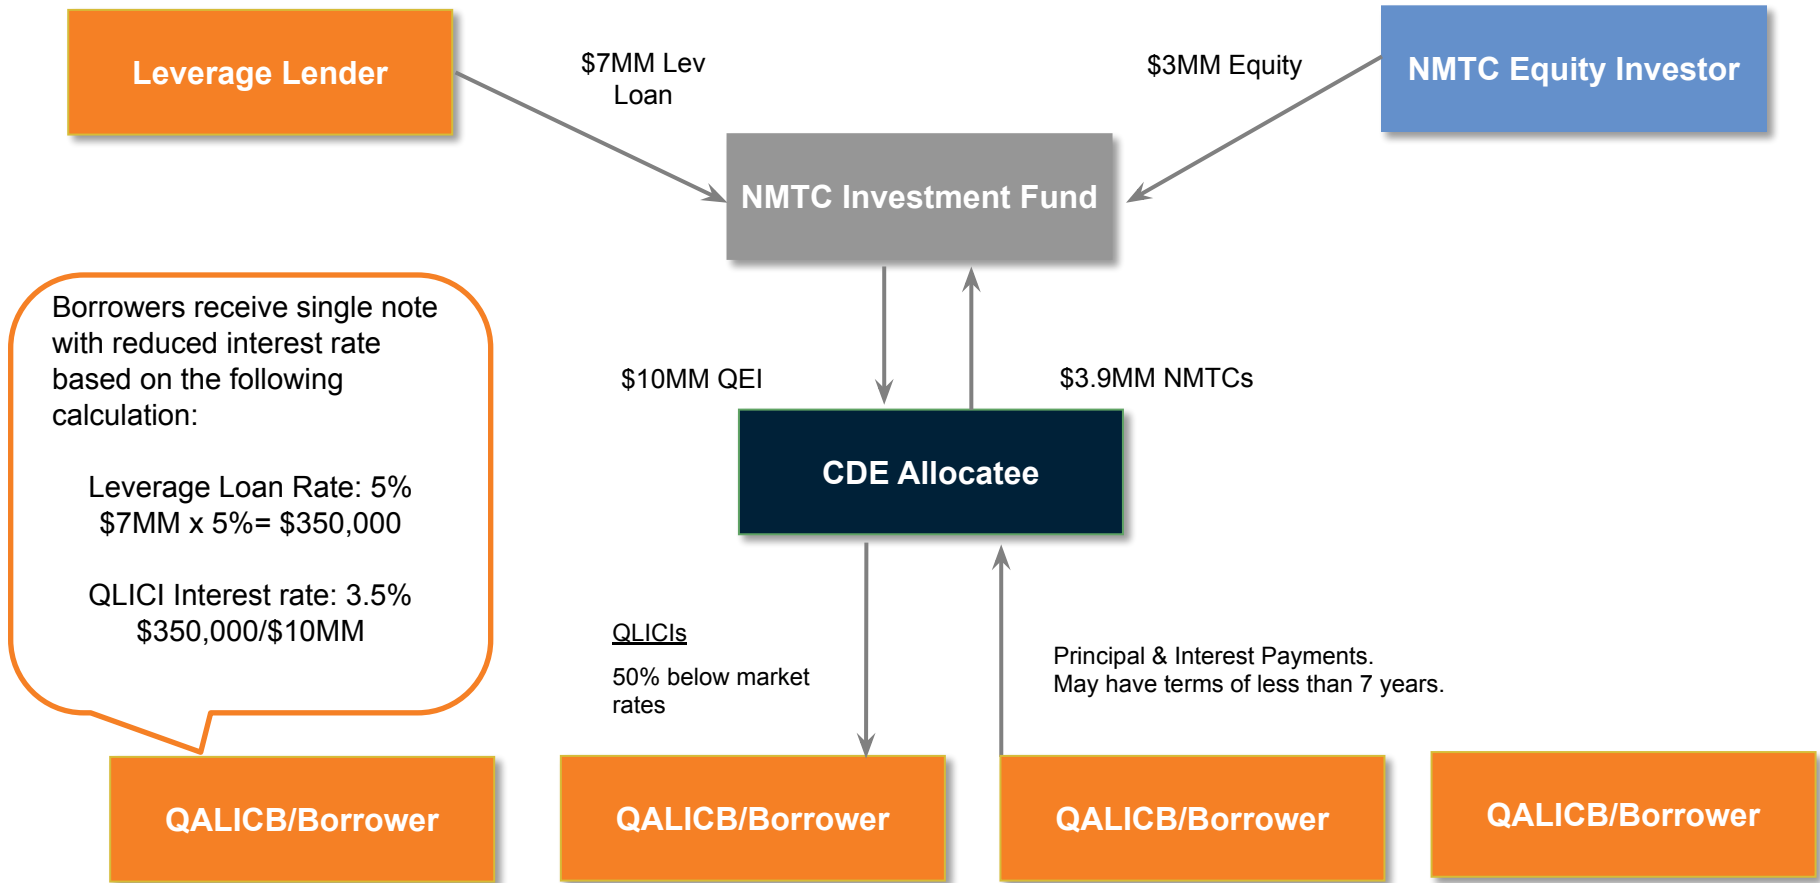 Leverage Lender
$7MM Lev
Loan
$3MM Equity
NMTC Equity Investor
NMTC Investment Fund
Borrowers receive single note
with reduced interest rate
based on the following
calculation:
Leverage Loan Rate: 5%
$7MM x 5%= $350,000
QLICI Interest rate: 3.5%
$350,000/$10MM
$10MM QEI
$3.9MM NMTCs
CDE Allocatee
QLICIs
50% below market
rates
Principal & Interest Payments.
May have terms of less than 7 years.
QALICB/Borrower
QALICB/Borrower
QALICB/Borrower
QALICB/Borrower